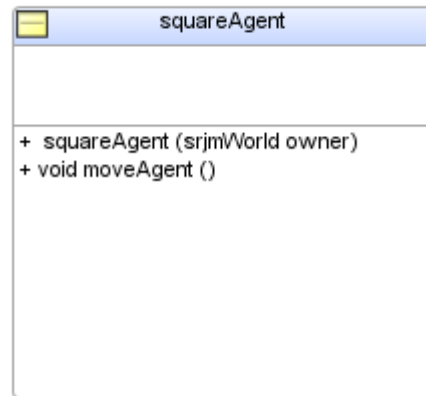 squareAgent
+ squareAgent (srjmWorld owner)
+ void moveAgent ()